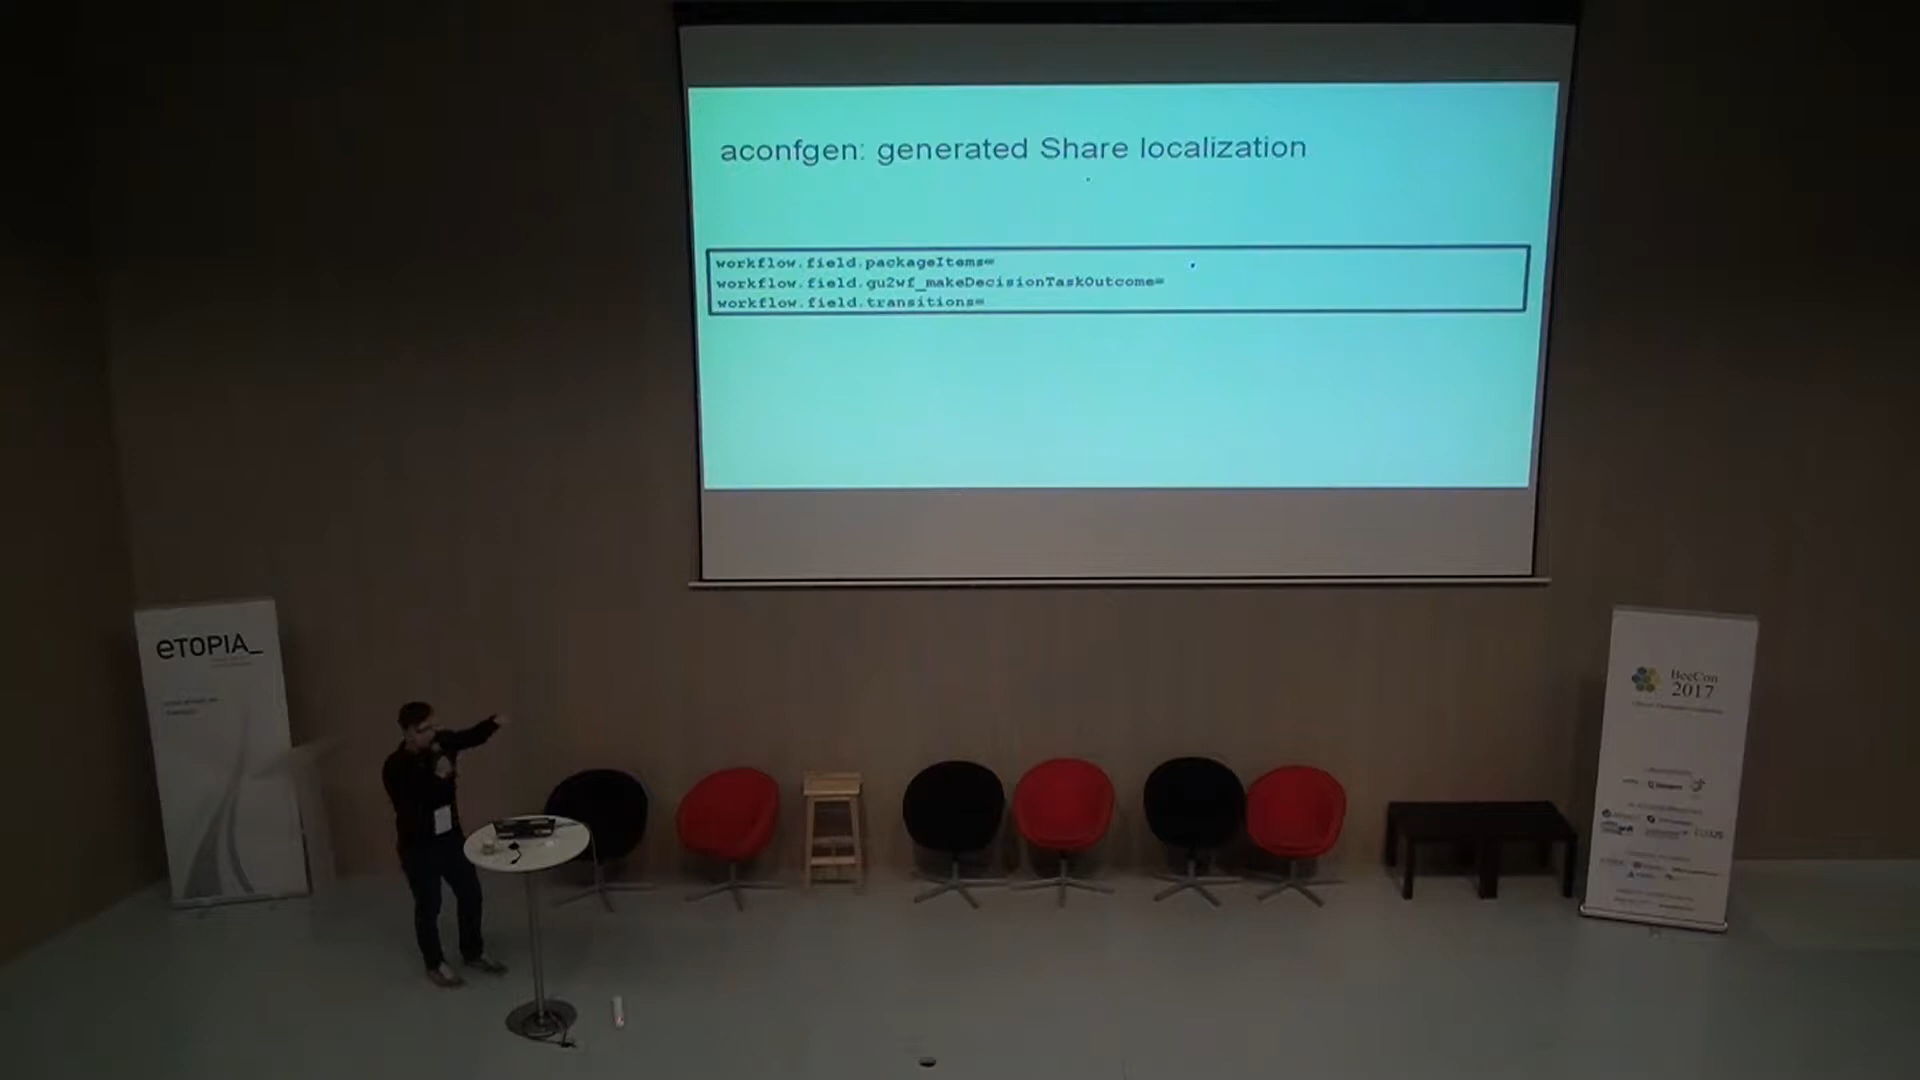 aconfgen: generated Share localization
workflow.field.packageItems=
workflow.field.gu2wf_makeDecisionTaskOutcome=
workflow.field.transitions=
eTOPIA_
BeeCon
2017